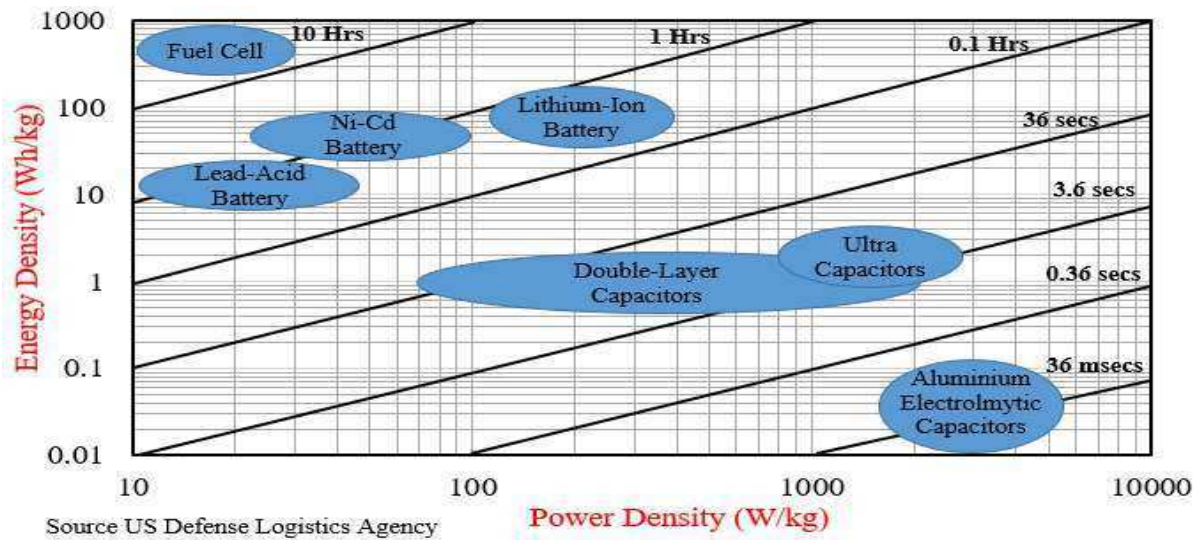 1000
100
10
1
0.1
0.01
Energy Density (Wh/kg)
10 Hrs
1 Hrs
0.1 Hrs
36 secs
3.6 secs
0.36 secs
36 msecs
Fuel Cell
Ni-Cd
Battery
Lithium-Ion
Battery
Lead-Acid
Battery
Ultra
Capacitors
Double-Layer
Capacitors
Aluminium
Electrolmytic
Capacitors
10
100
1000
10000
Source US Defense Logistics Agency
Power Density (W/kg)